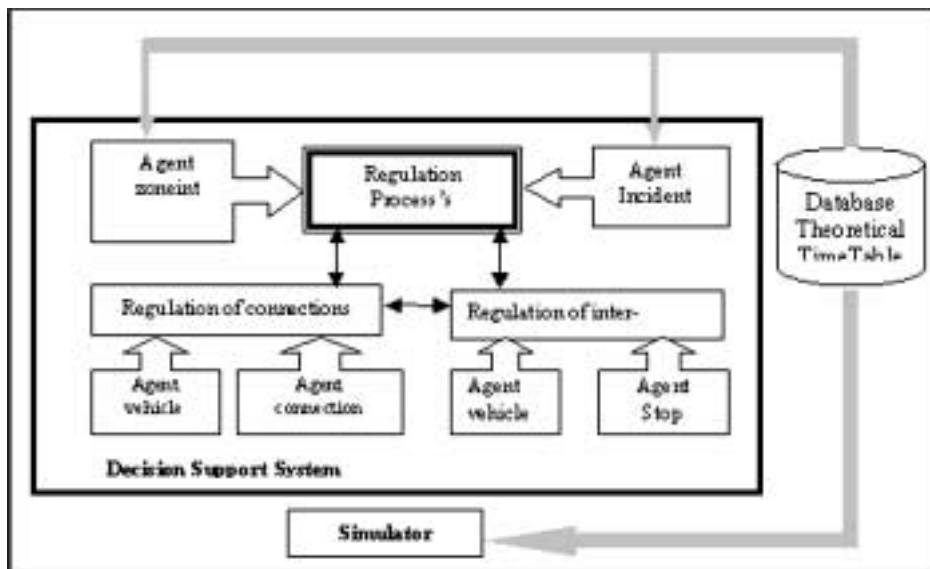 Agent
zoneint
Regulation
Process's
Agent
Incident
Database
Theoretical
TimeTable
Regulation of connections
Regulation of inter-
Agent
vehicle
Agent
connection
Agent
vehicle
Agent
Stop
Decision Support System
Simulator